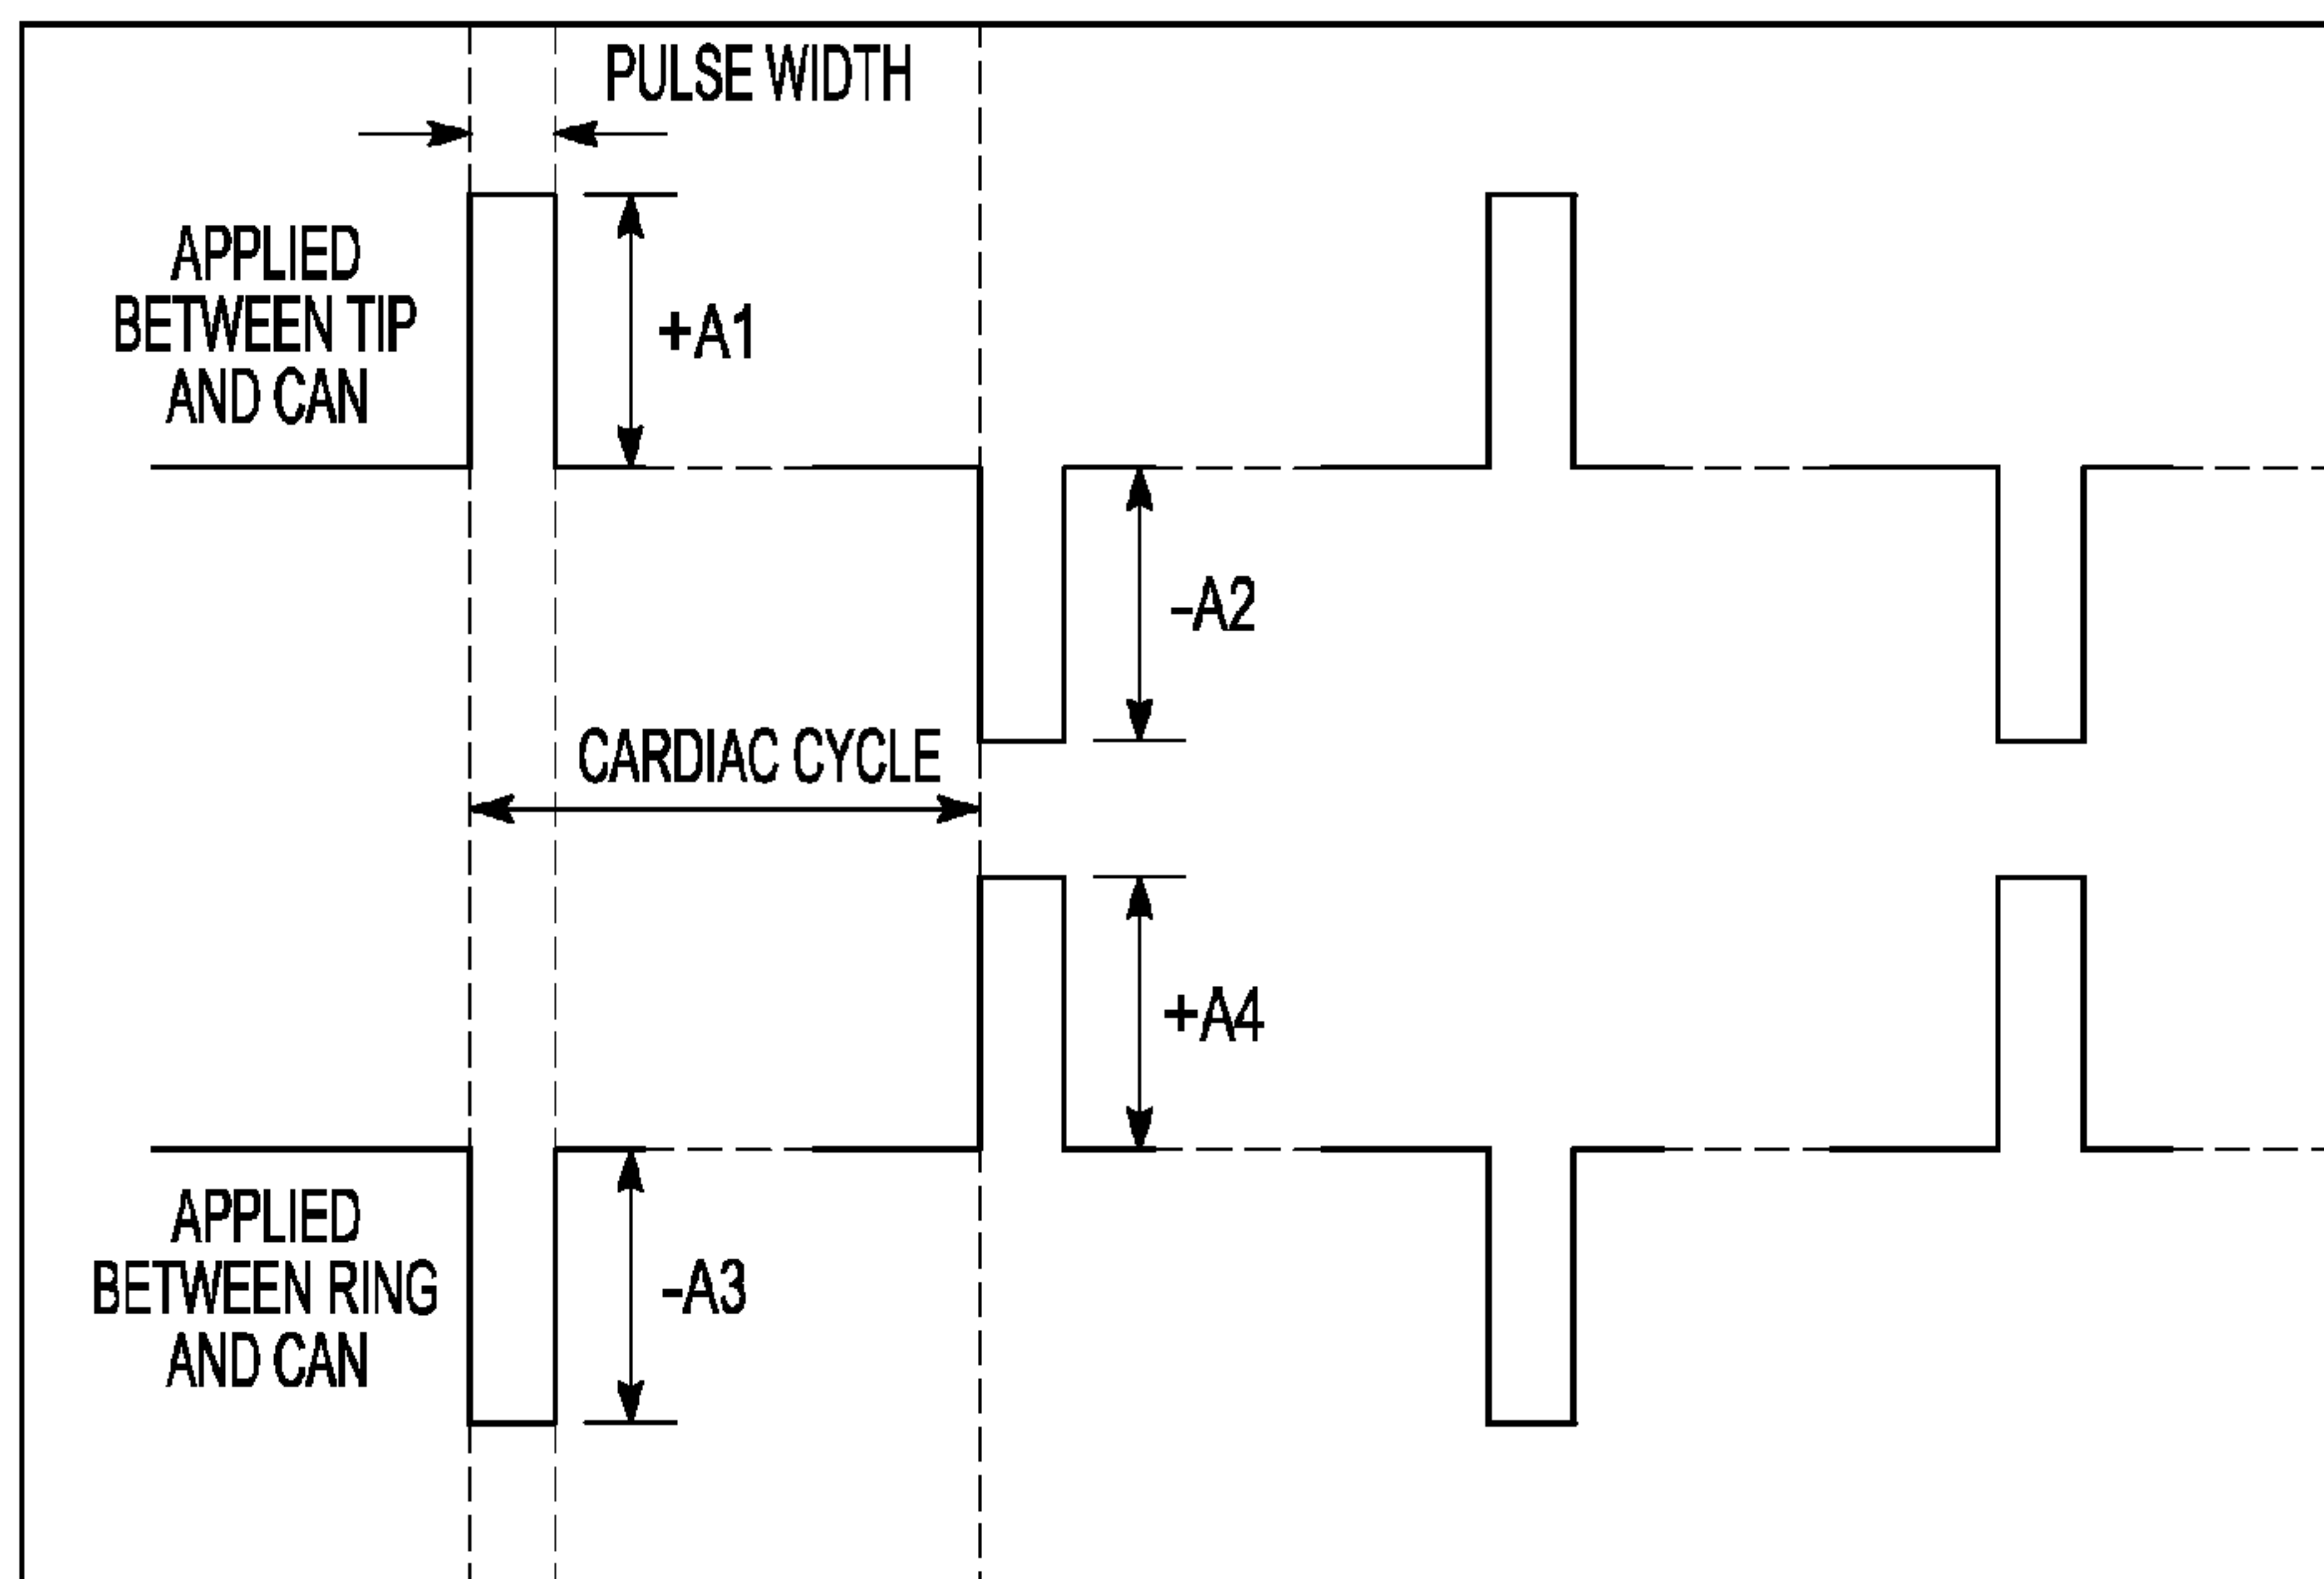 PULSE WIDTH
APPLIED
BETWEEN TIP
AND CAN
+A1
-A2
CARDIAC CYCLE
+A4
APPLIED
BETWEEN RING
AND CAN
-A3